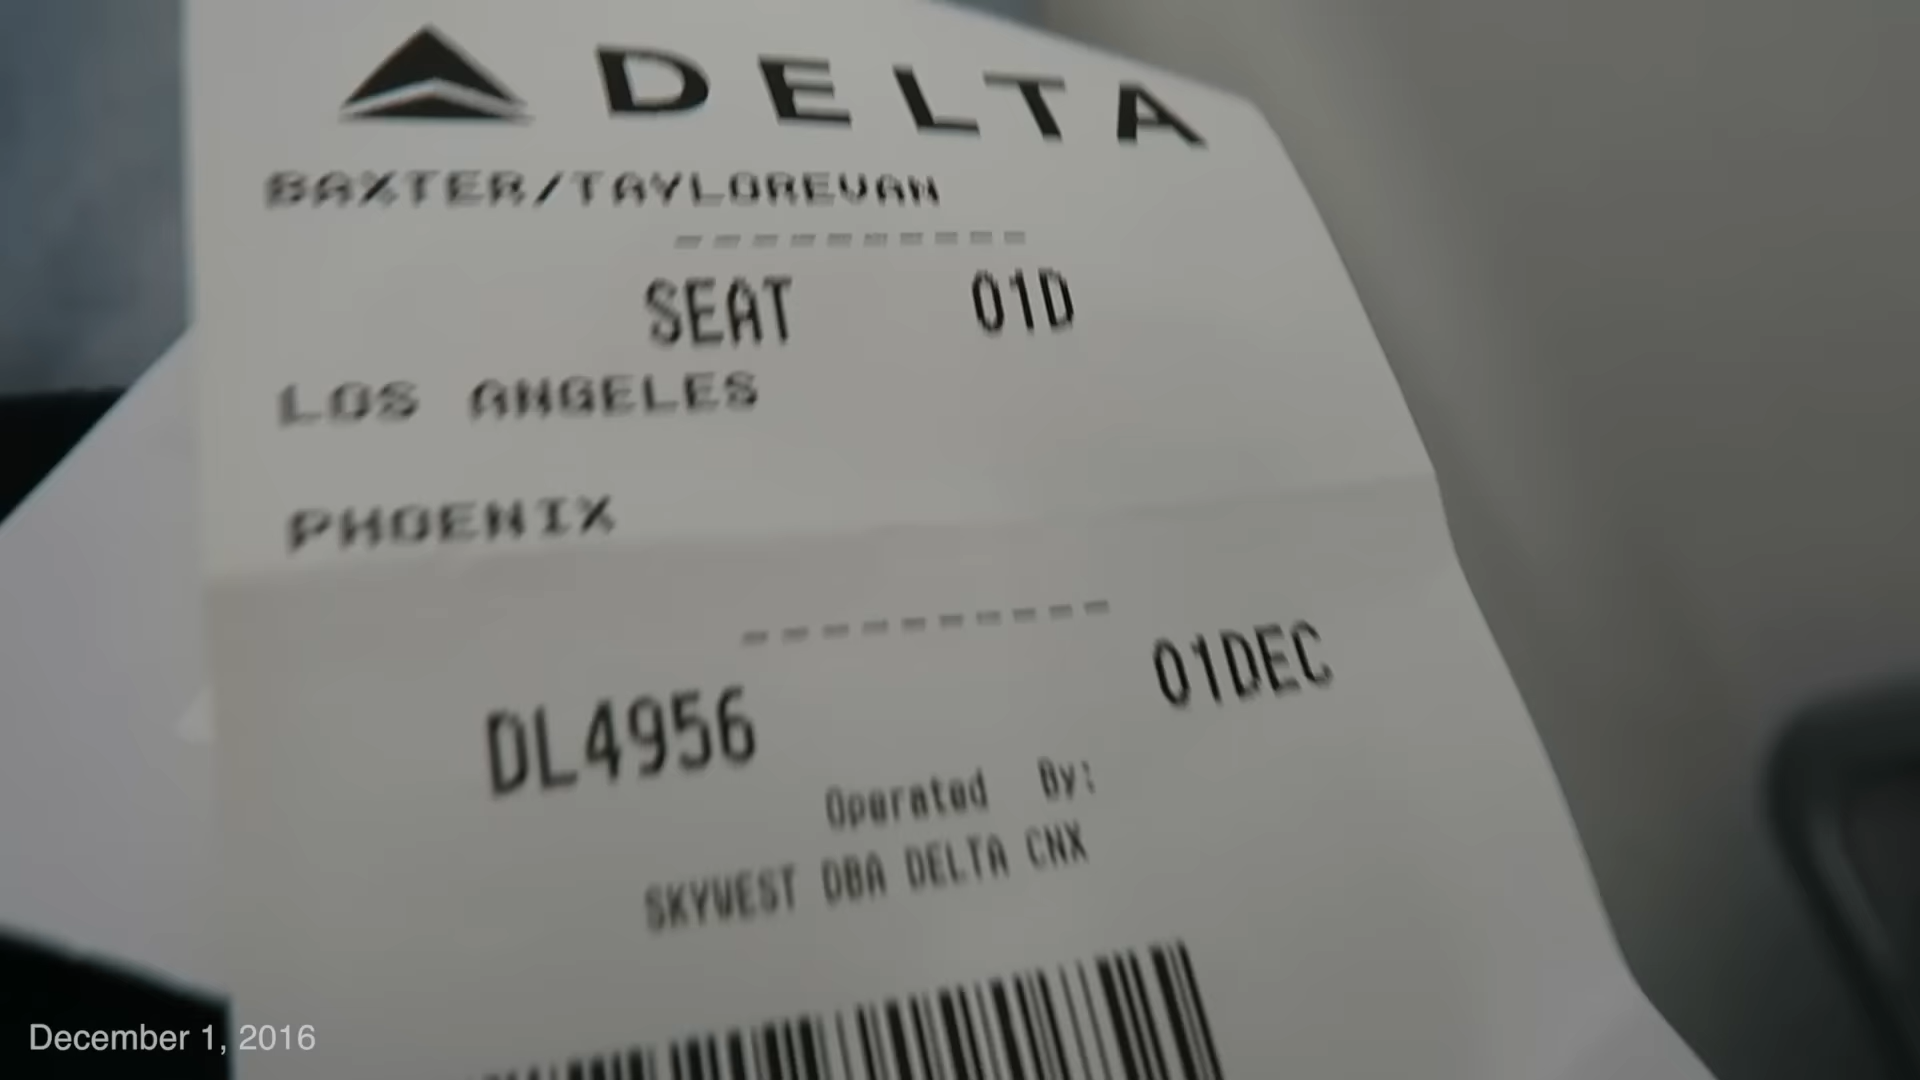 DELTA
BAXTER/TAYLOREVAN
SEAT 01D
LOS ANGELES
PHOENIX
DL4956 01DEC
Operated By:
SKYWEST DBA DELTA CNX
December 1, 2016